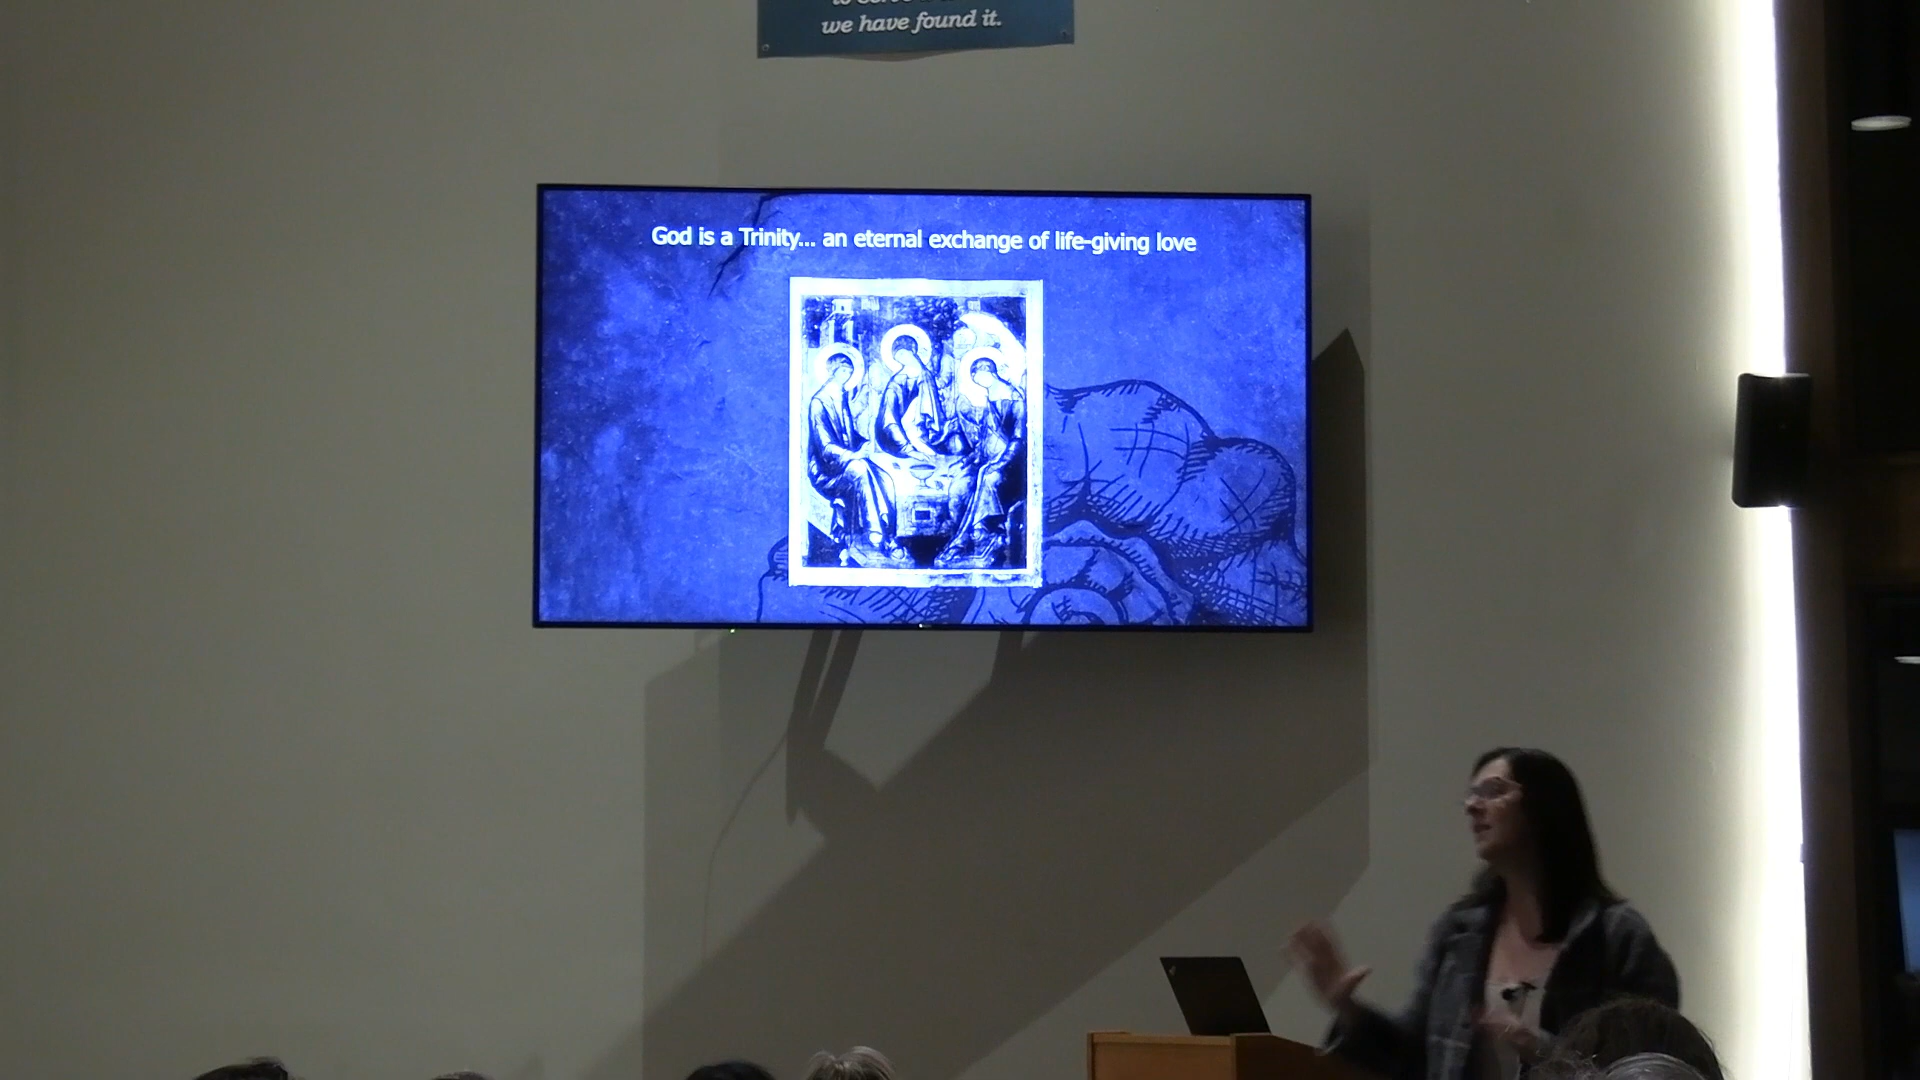 we have found it.
God is a Trinity... an eternal exchange of life-giving love